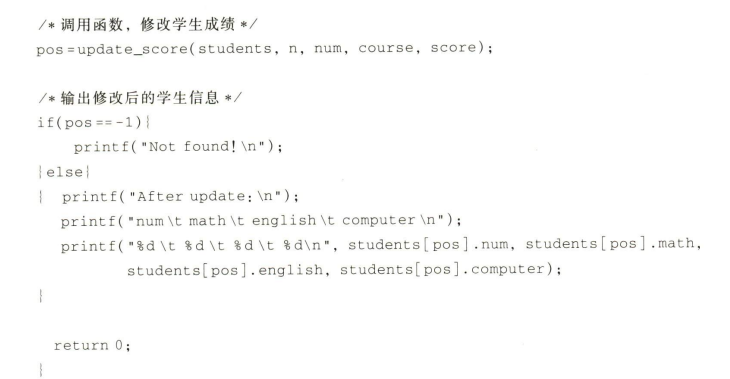 /* 调用函数，修改学生成绩 */
pos=update_score(students, n, num, course, score);
/* 输出修改后的学生信息 */
if(pos==-1){
printf("Not found!\n");
}else{
} printf("After update:\n");
printf("num\t math\t english\t computer\n");
printf("%d\t %d\t %d\t %d\n", students[pos].num, students[pos].math,
students[pos].english, students[pos].computer);
}
return 0;
}